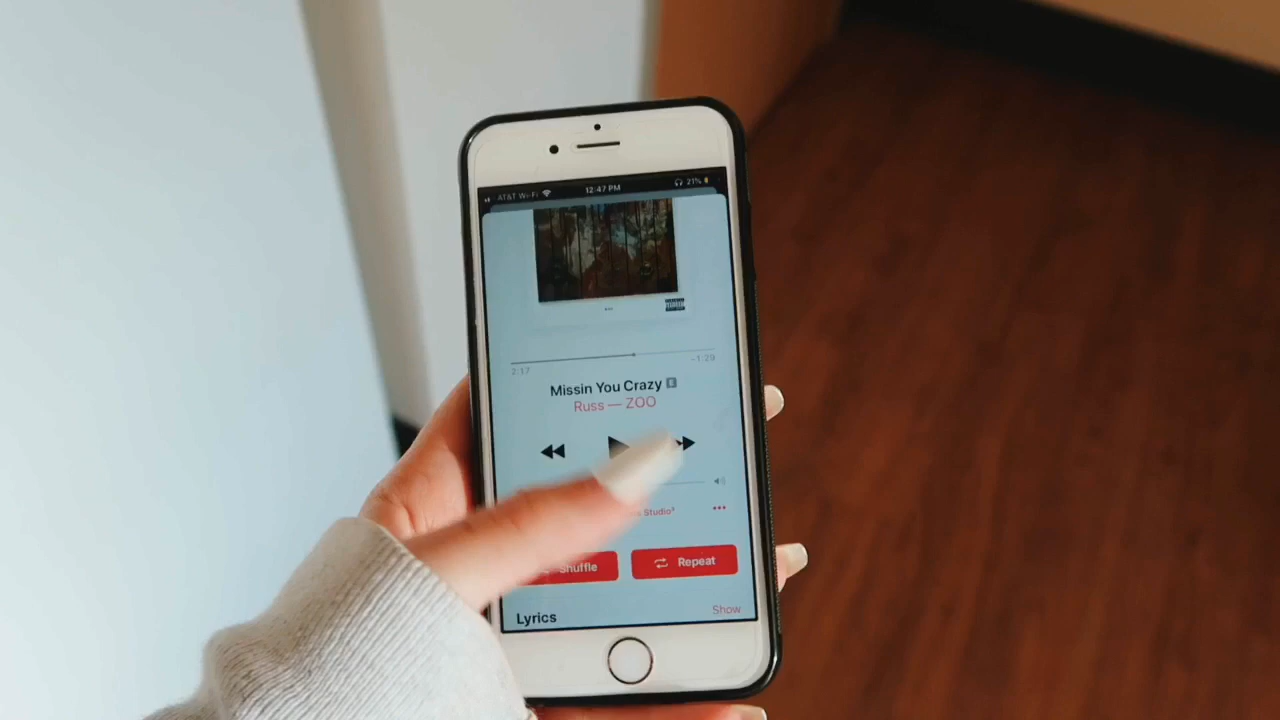 AT&T Wi-Fi 12:47 PM 21%
2:17 -1:29
Missin You Crazy E
Russ — ZOO
Studio³
Shuffle Repeat
Lyrics Show